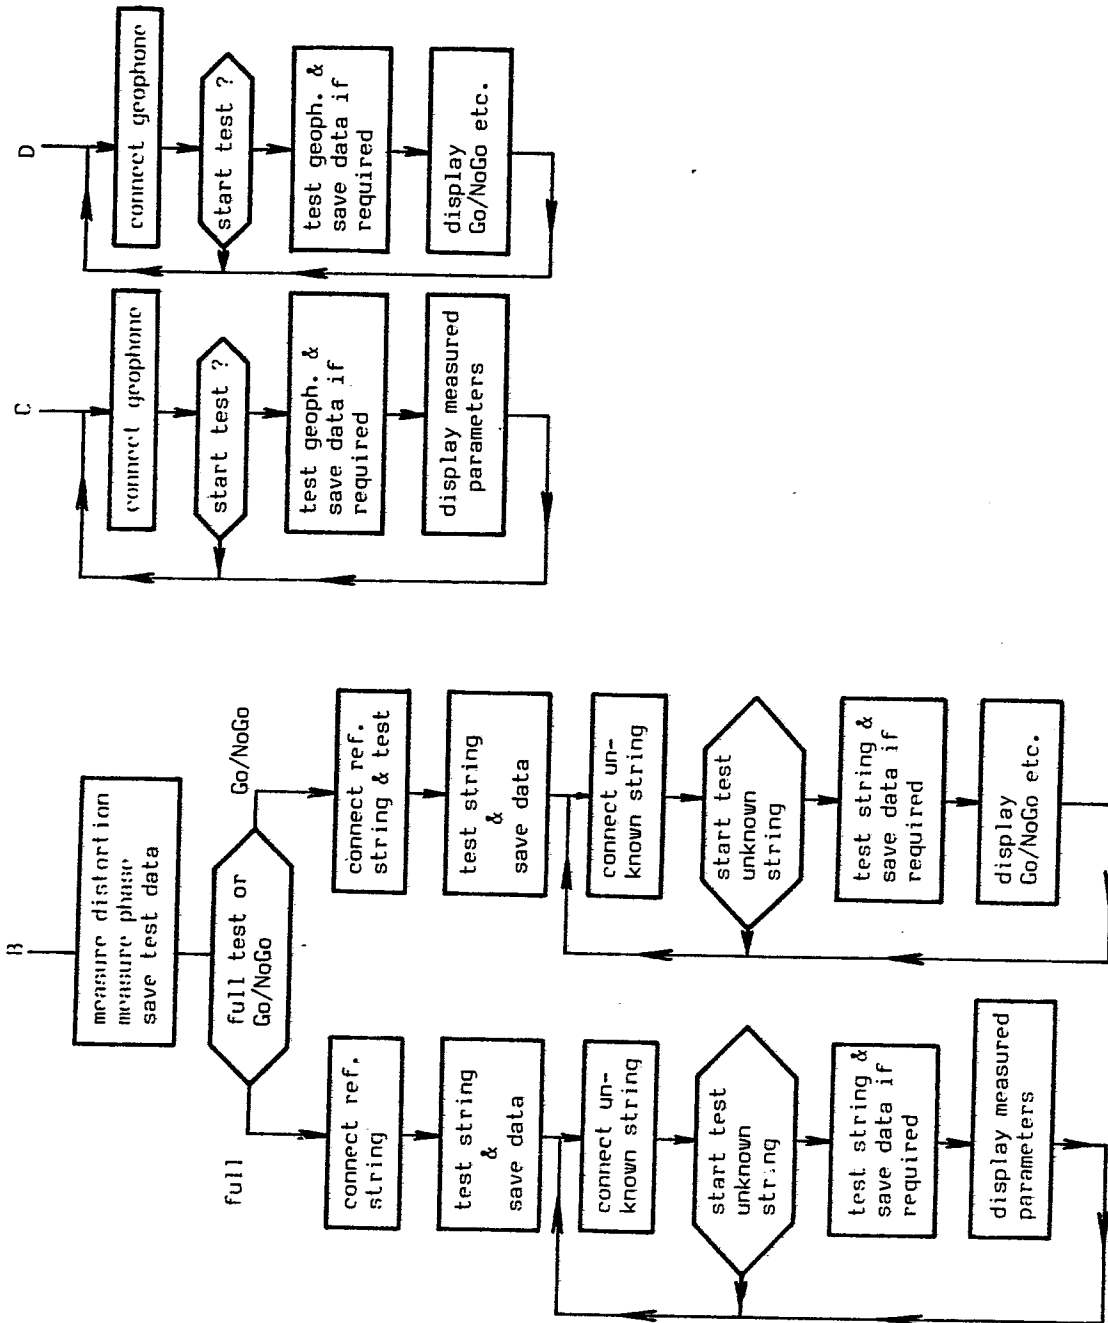 B
measure distortion
measure phase
save test data
full test or
Go/NoGo
full
Go/NoGo
connect ref.
string
test string
&
save data
connect un-
known string
start test
unknown
string
test string &
save data if
required
display measured
parameters
connect ref.
string & test
test string
&
save data
connect un-
known string
start test
unknown
string
test string &
save data if
required
display
Go/NoGo etc.
C
connect geophone
start test ?
test geoph. &
save data if
required
display measured
parameters
D
connect geophone
start test ?
test geoph. &
save data if
required
display
Go/NoGo etc.